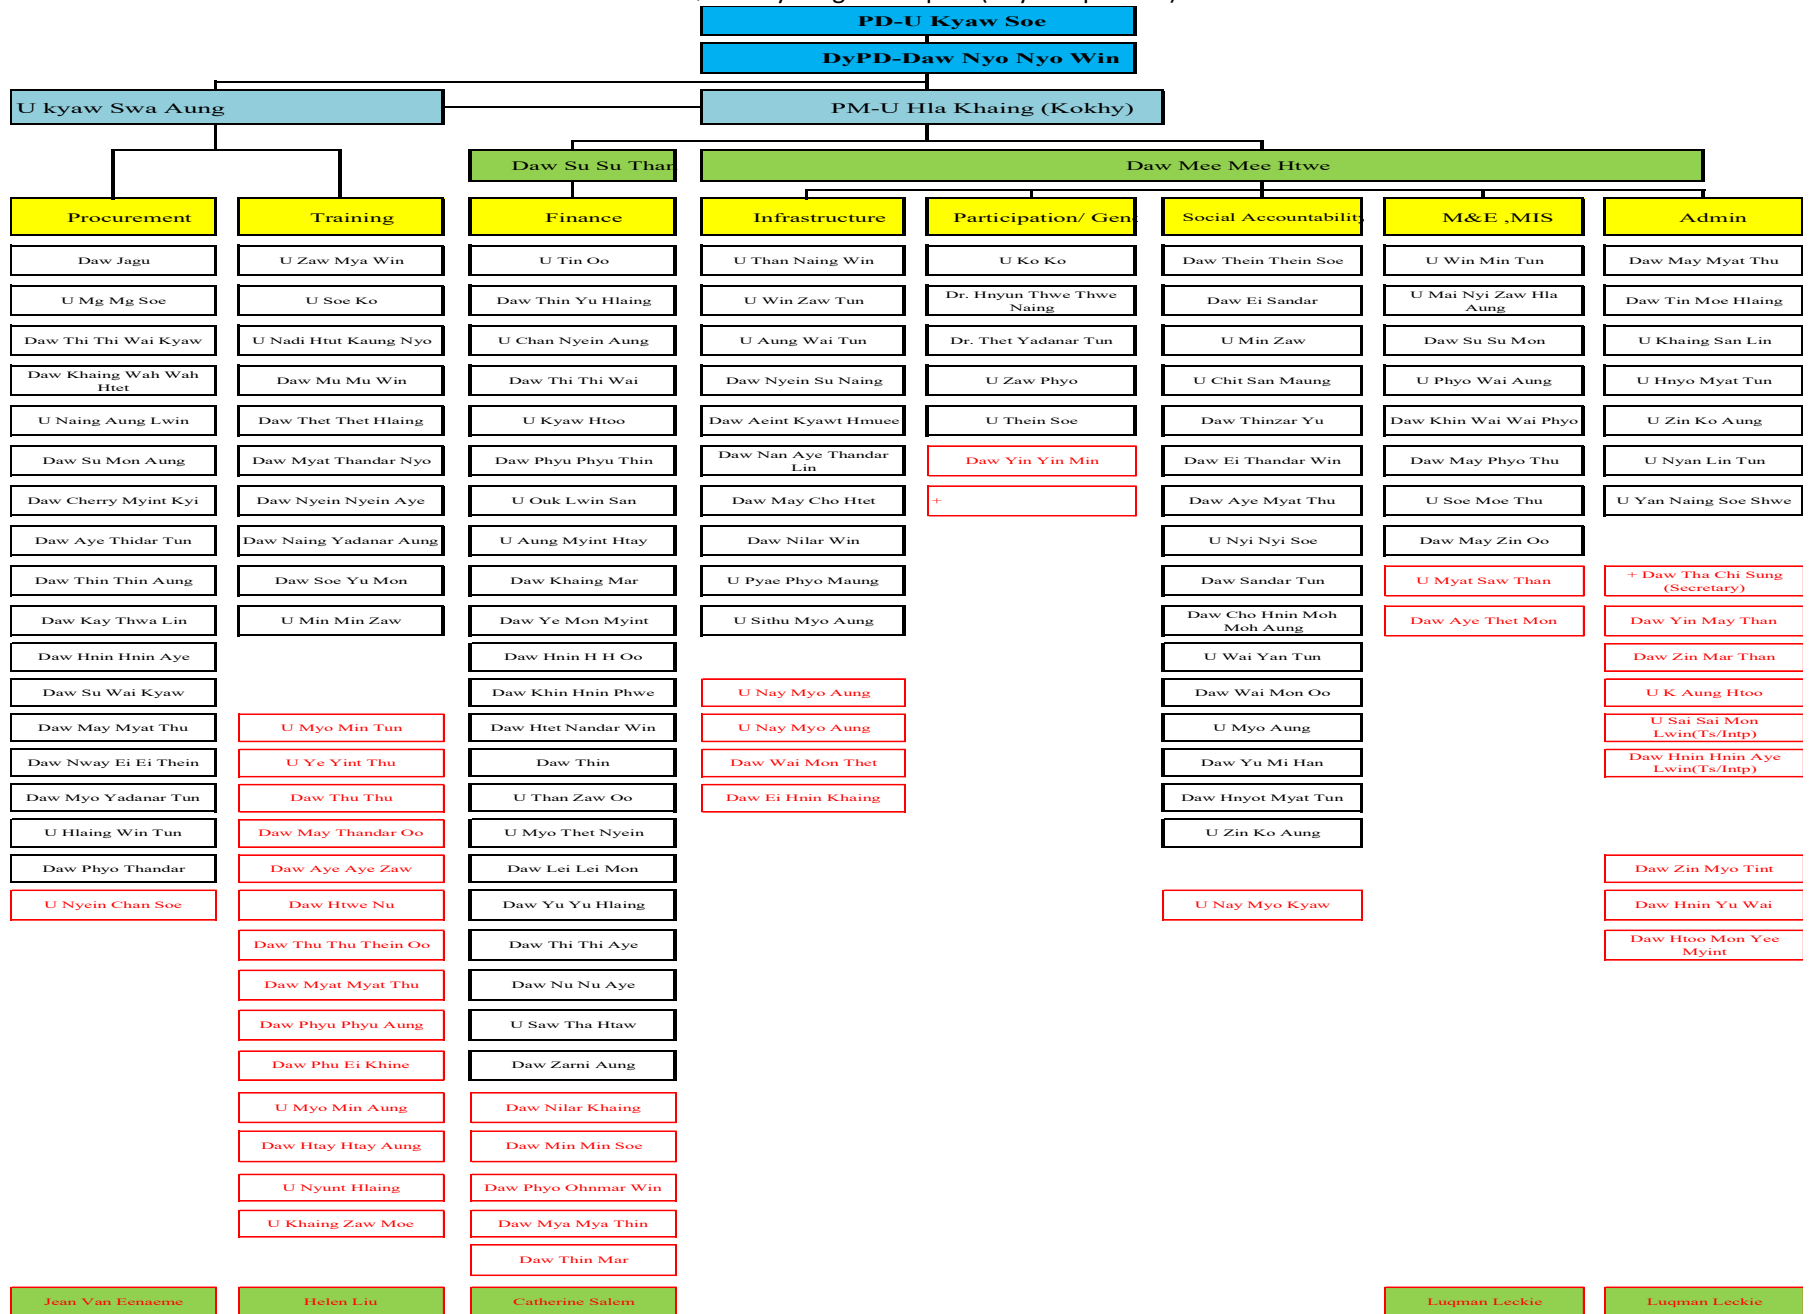 PD-U Kyaw Soe
DyPD-Daw Nyo Nyo Win
U kyaw Swa Aung
PM-U Hla Khaing (Kokhy)
Daw Su Su Than
Daw Mee Mee Htwe
Procurement
Training
Finance
Infrastructure
Participation/ Gen
Social Accountability
M&E ,MIS
Admin
Daw Jagu
U Mg Mg Soe
Daw Thi Thi Wai Kyaw
Daw Khaing Wah Wah
Htet
U Naing Aung Lwin
Daw Su Mon Aung
Daw Cherry Myint Kyi
Daw Aye Thidar Tun
Daw Thin Thin Aung
Daw Kay Thwa Lin
Daw Hnin Hnin Aye
Daw Su Wai Kyaw
Daw May Myat Thu
Daw Nway Ei Ei Thein
Daw Myo Yadanar Tun
U Hlaing Win Tun
Daw Phyo Thandar
U Nyein Chan Soe
Jean Van Eenaeme
U Zaw Mya Win
U Soe Ko
U Nadi Htut Kaung Nyo
Daw Mu Mu Win
Daw Thet Thet Hlaing
Daw Myat Thandar Nyo
Daw Nyein Nyein Aye
Daw Naing Yadanar Aung
Daw Soe Yu Mon
U Min Min Zaw
U Myo Min Tun
U Ye Yint Thu
Daw Thu Thu
Daw May Thandar Oo
Daw Aye Aye Zaw
Daw Htwe Nu
Daw Thu Thu Thein Oo
Daw Myat Myat Thu
Daw Phyu Phyu Aung
Daw Phu Ei Khine
U Myo Min Aung
Daw Htay Htay Aung
U Nyunt Hlaing
U Khaing Zaw Moe
Helen Liu
U Tin Oo
Daw Thin Yu Hlaing
U Chan Nyein Aung
Daw Thi Thi Wai
U Kyaw Htoo
Daw Phyu Phyu Thin
U Ouk Lwin San
U Aung Myint Htay
Daw Khaing Mar
Daw Ye Mon Myint
Daw Hnin H H Oo
Daw Khin Hnin Phwe
Daw Htet Nandar Win
Daw Thin
U Than Zaw Oo
U Myo Thet Nyein
Daw Lei Lei Mon
Daw Yu Yu Hlaing
Daw Thi Thi Aye
Daw Nu Nu Aye
U Saw Tha Htaw
Daw Zarni Aung
Daw Nilar Khaing
Daw Min Min Soe
Daw Phyo Ohnmar Win
Daw Mya Mya Thin
Daw Thin Mar
Catherine Salem
U Than Naing Win
U Win Zaw Tun
U Aung Wai Tun
Daw Nyein Su Naing
Daw Aeint Kyawt Hmuee
Daw Nan Aye Thandar
Lin
Daw May Cho Htet
Daw Nilar Win
U Pyae Phyo Maung
U Sithu Myo Aung
U Nay Myo Aung
U Nay Myo Aung
Daw Wai Mon Thet
Daw Ei Hnin Khaing
U Ko Ko
Dr. Hnyun Thwe Thwe
Naing
Dr. Thet Yadanar Tun
U Zaw Phyo
U Thein Soe
Daw Yin Yin Min
+
Daw Thein Thein Soe
Daw Ei Sandar
U Min Zaw
U Chit San Maung
Daw Thinzar Yu
Daw Ei Thandar Win
Daw Aye Myat Thu
U Nyi Nyi Soe
Daw Sandar Tun
Daw Cho Hnin Moh
Moh Aung
U Wai Yan Tun
Daw Wai Mon Oo
U Myo Aung
Daw Yu Mi Han
Daw Hnyot Myat Tun
U Zin Ko Aung
U Nay Myo Kyaw
U Win Min Tun
U Mai Nyi Zaw Hla
Aung
Daw Su Su Mon
U Phyo Wai Aung
Daw Khin Wai Wai Phyo
Daw May Phyo Thu
U Soe Moe Thu
Daw May Zin Oo
U Myat Saw Than
Daw Aye Thet Mon
Luqman Leckie
Daw May Myat Thu
Daw Tin Moe Hlaing
U Khaing San Lin
U Hnyo Myat Tun
U Zin Ko Aung
U Nyan Lin Tun
U Yan Naing Soe Shwe
+ Daw Tha Chi Sung
(Secretary)
Daw Yin May Than
Daw Zin Mar Than
U K Aung Htoo
U Sai Sai Mon
Lwin(Ts/Intp)
Daw Hnin Hnin Aye
Lwin(Ts/Intp)
Daw Zin Myo Tint
Daw Hnin Yu Wai
Daw Htoo Mon Yee
Myint
Luqman Leckie